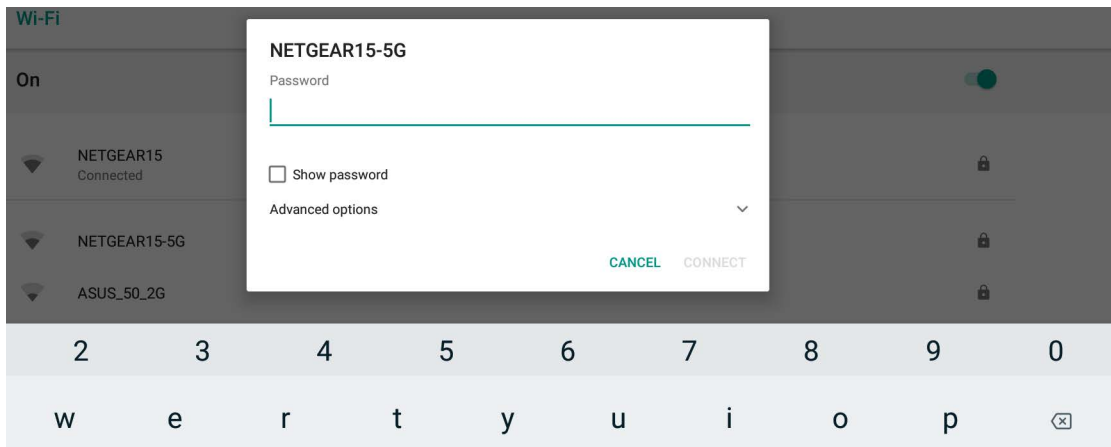 Wi-Fi
On
NETGEAR15
Connected
NETGEAR15-5G
ASUS_50_2G
NETGEAR15-5G
Password
Show password
Advanced options
CANCEL CONNECT
2 3 4 5 6 7 8 9 0
w e r t y u i o p